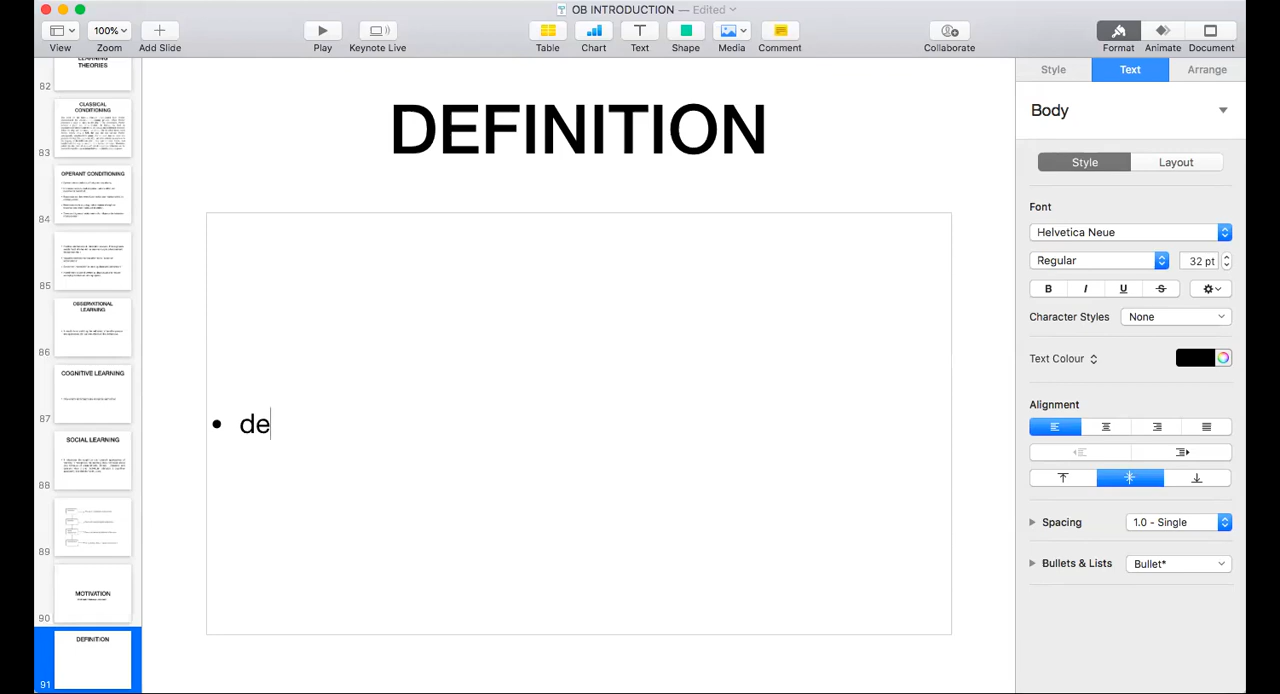 OB INTRODUCTION — Edited
100%
View
Zoom
Add Slide
Play
Keynote Live
Table
Chart
Text
Shape
Media
Comment
Collaborate
Format
Animate
Document
LEARNING
THEORIES
82
CLASSICAL
CONDITIONING
83
OPERANT CONDITIONING
84
85
OBSERVATIONAL
LEARNING
86
COGNITIVE LEARNING
87
SOCIAL LEARNING
88
89
MOTIVATION
90
DEFINITION
91
DEFINITION
• de
Style
Text
Arrange
Body
Style
Layout
Font
Helvetica Neue
Regular
32 pt
B I U S
Character Styles
None
Text Colour
Alignment
Spacing
1.0 - Single
Bullets & Lists
Bullet*